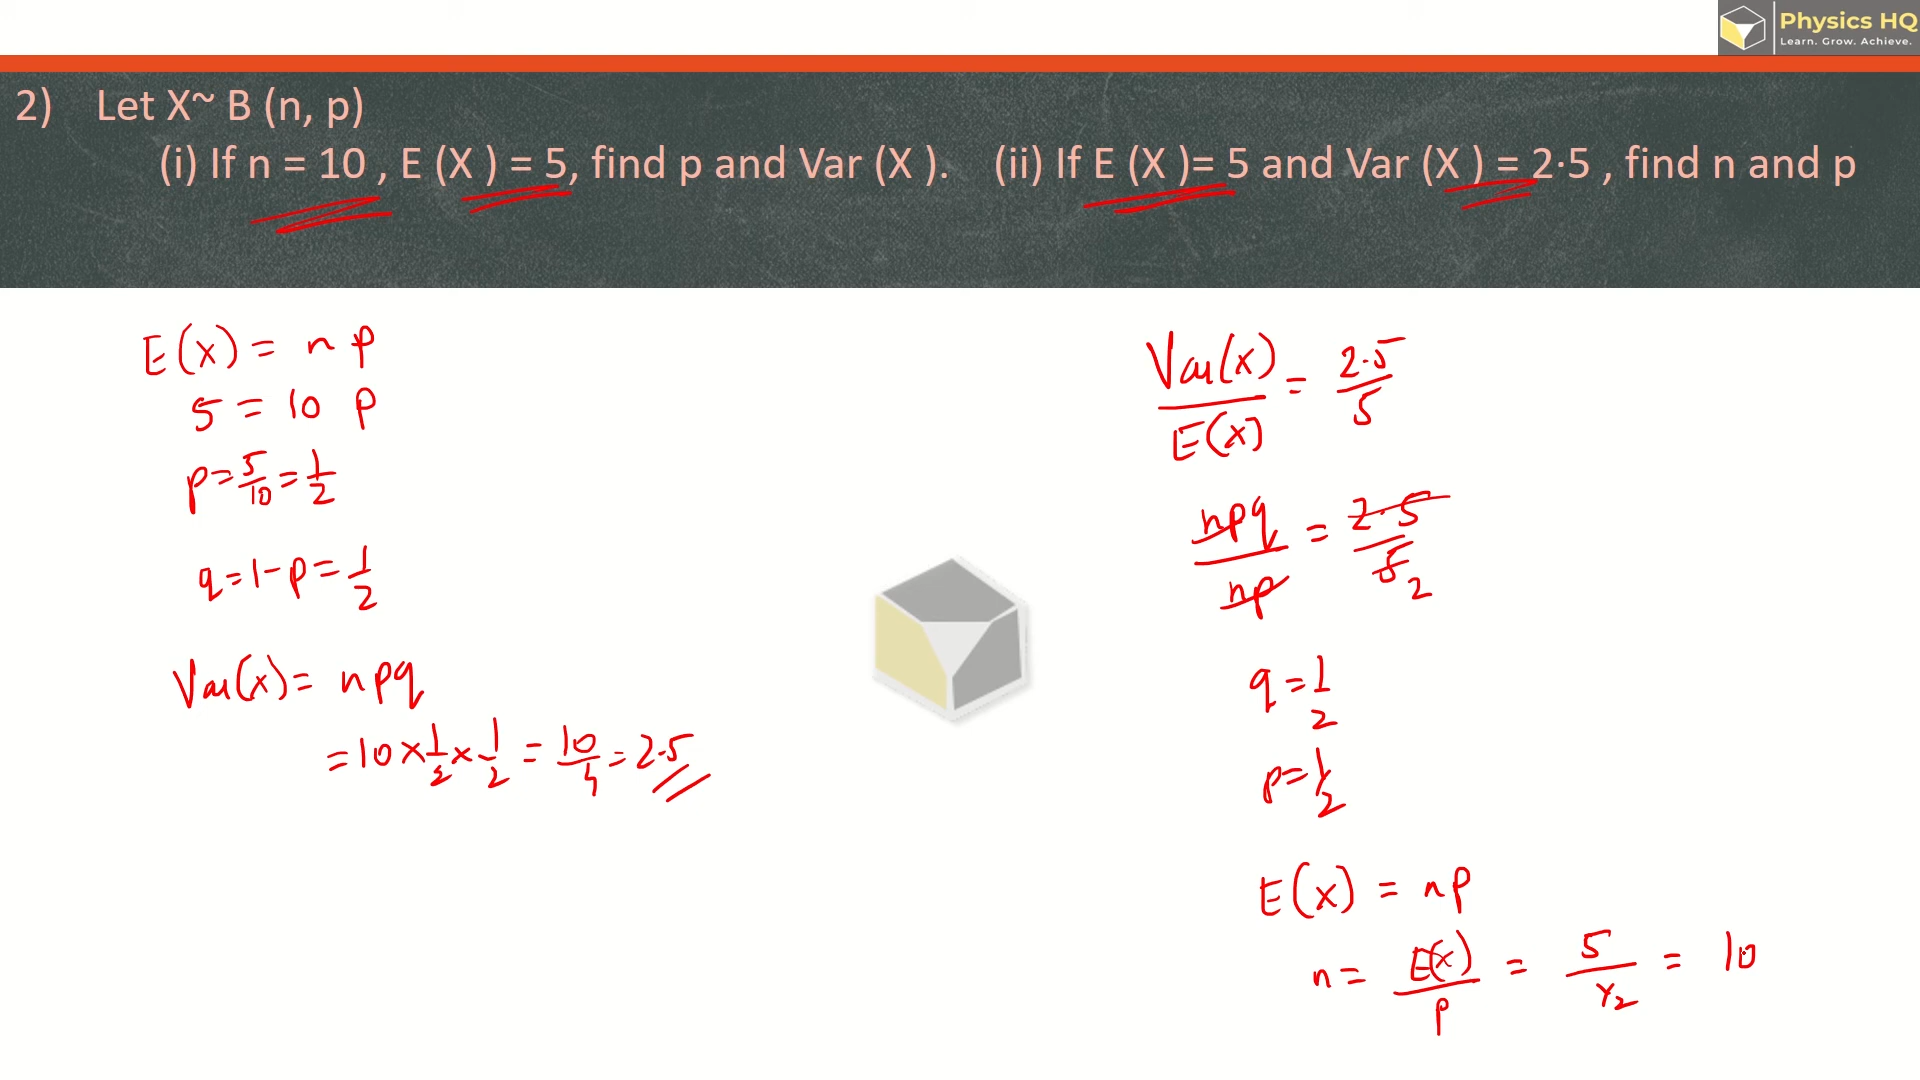 Physics HQ
Learn. Grow. Achieve.
2) Let X~ B (n, p)
(i) If n = 10 , E (X ) = 5, find p and Var (X ). (ii) If E (X )= 5 and Var (X ) = 2·5 , find n and p
E(x) = n p
5 = 10 p
p = 5/10 = 1/2
q = 1 - p = 1/2
Var(x) = npq
= 10 × 1/2 × 1/2 = 10/4 = 2.5
Var(x)/E(x) = 2.5/5
npq/np = 2.5/5 2
q = 1/2
p = 1/2
E(x) = np
n = E(x)/p = 5/½ = 10